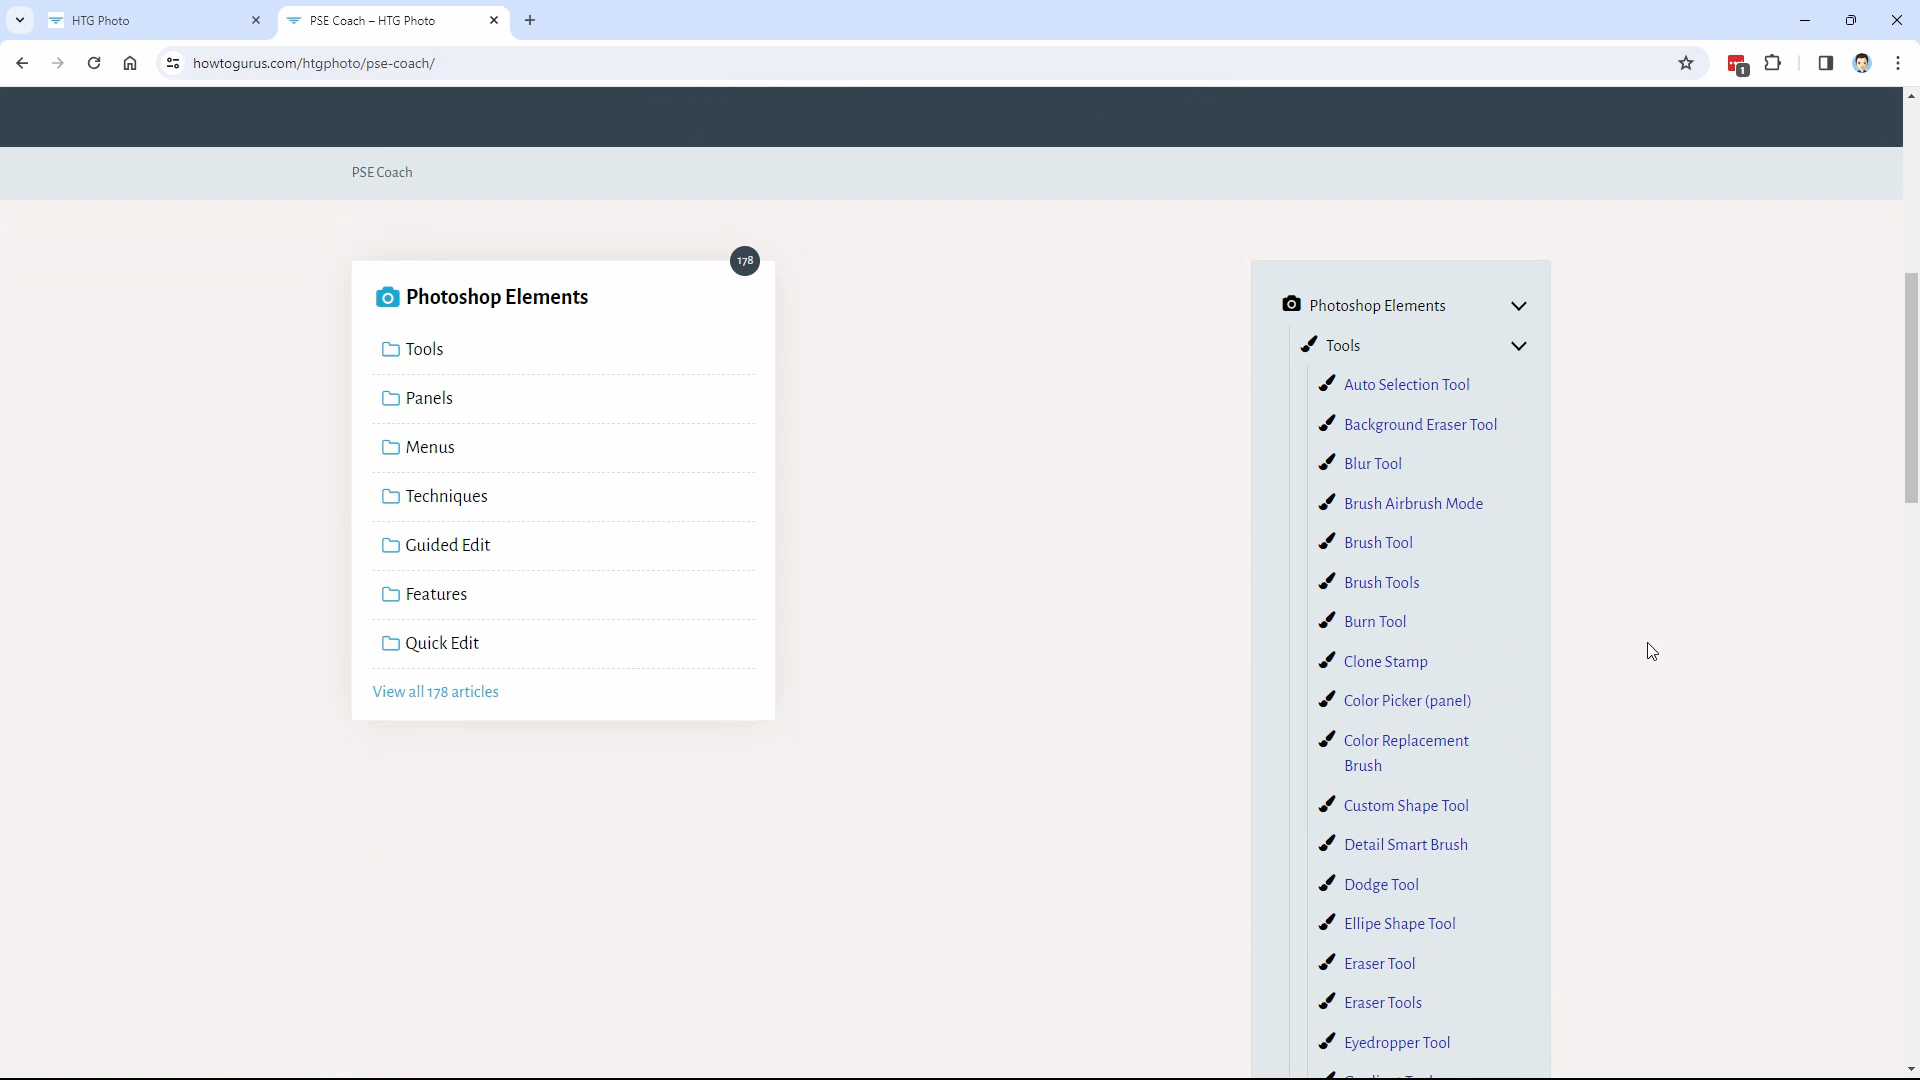 HTG Photo
PSE Coach – HTG Photo
howtogurus.com/htgphoto/pse-coach/
1
PSE Coach
178
Photoshop Elements
Tools
Panels
Menus
Techniques
Guided Edit
Features
Quick Edit
View all 178 articles
Photoshop Elements
Tools
Auto Selection Tool
Background Eraser Tool
Blur Tool
Brush Airbrush Mode
Brush Tool
Brush Tools
Burn Tool
Clone Stamp
Color Picker (panel)
Color Replacement
Brush
Custom Shape Tool
Detail Smart Brush
Dodge Tool
Ellipe Shape Tool
Eraser Tool
Eraser Tools
Eyedropper Tool